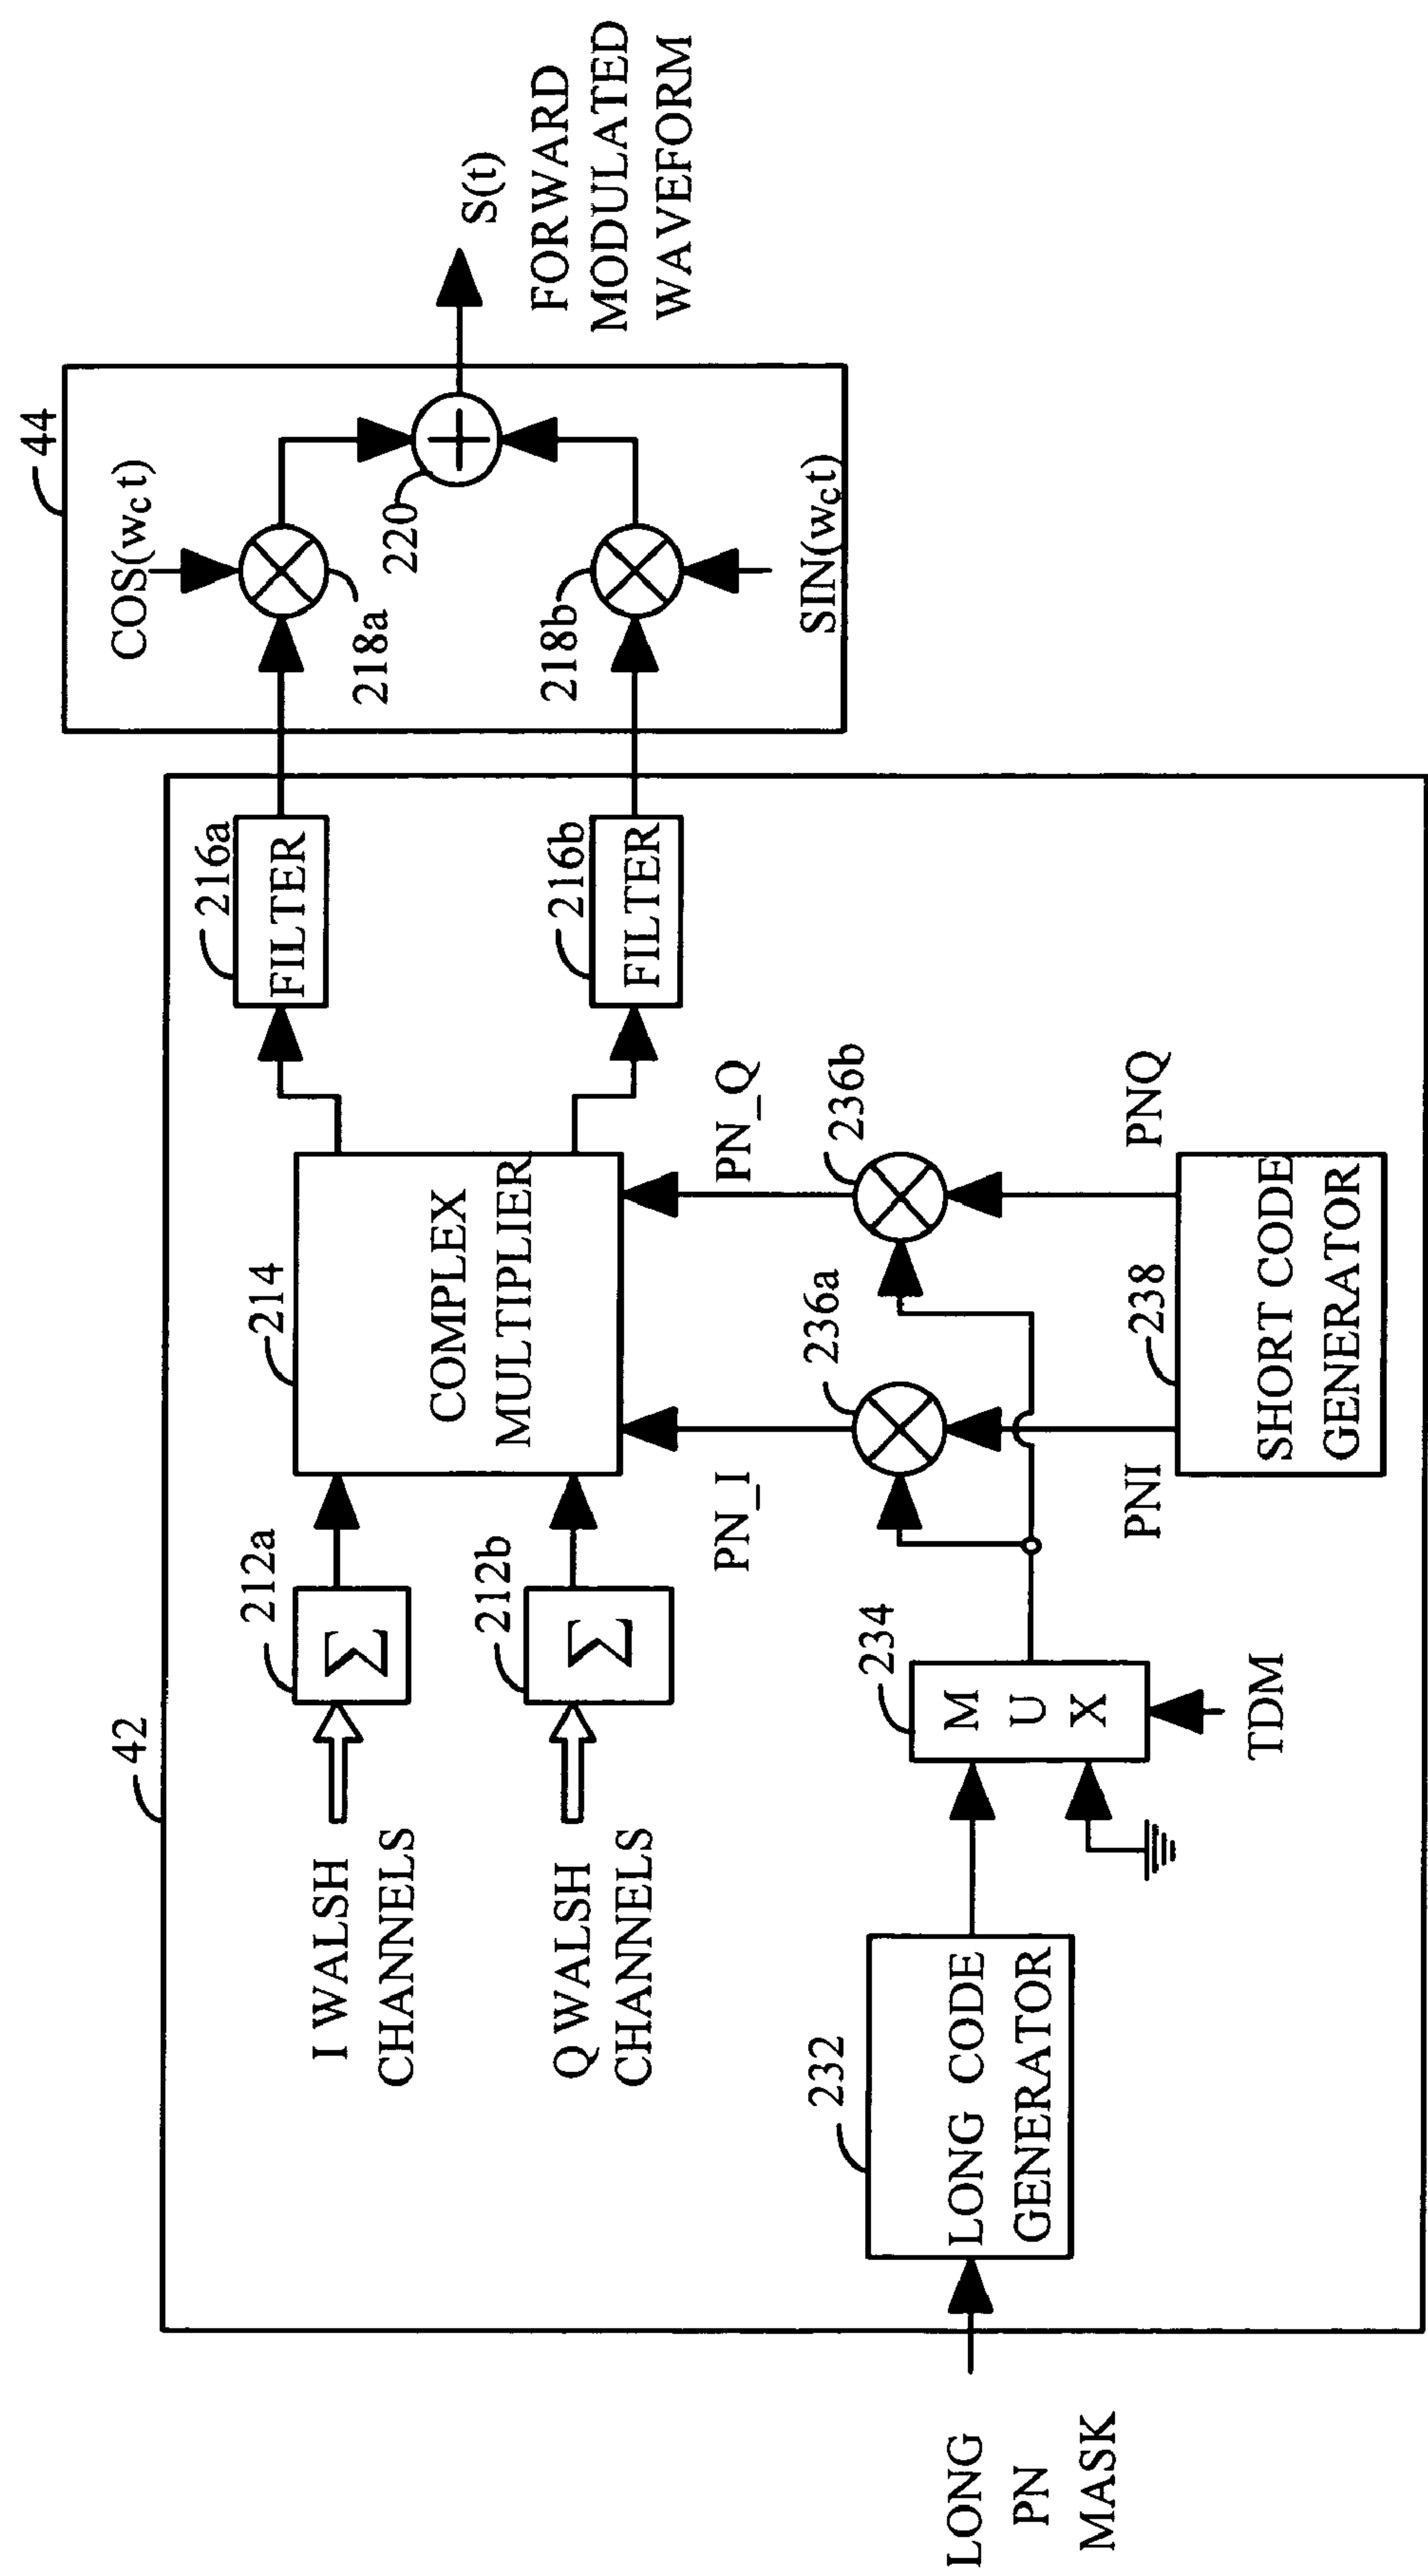 42
I WALSH
CHANNELS
212a
Σ
Q WALSH
CHANNELS
212b
Σ
214
COMPLEX
MULTIPLIER
216a
FILTER
216b
FILTER
44
COS(wc t)
218a
218b
SIN(wc t)
220
S(t)
FORWARD
MODULATED
WAVEFORM
PN_I
PN_Q
236a
236b
LONG
PN
MASK
232
LONG CODE
GENERATOR
234
M
U
X
TDM
PNI
PNQ
238
SHORT CODE
GENERATOR